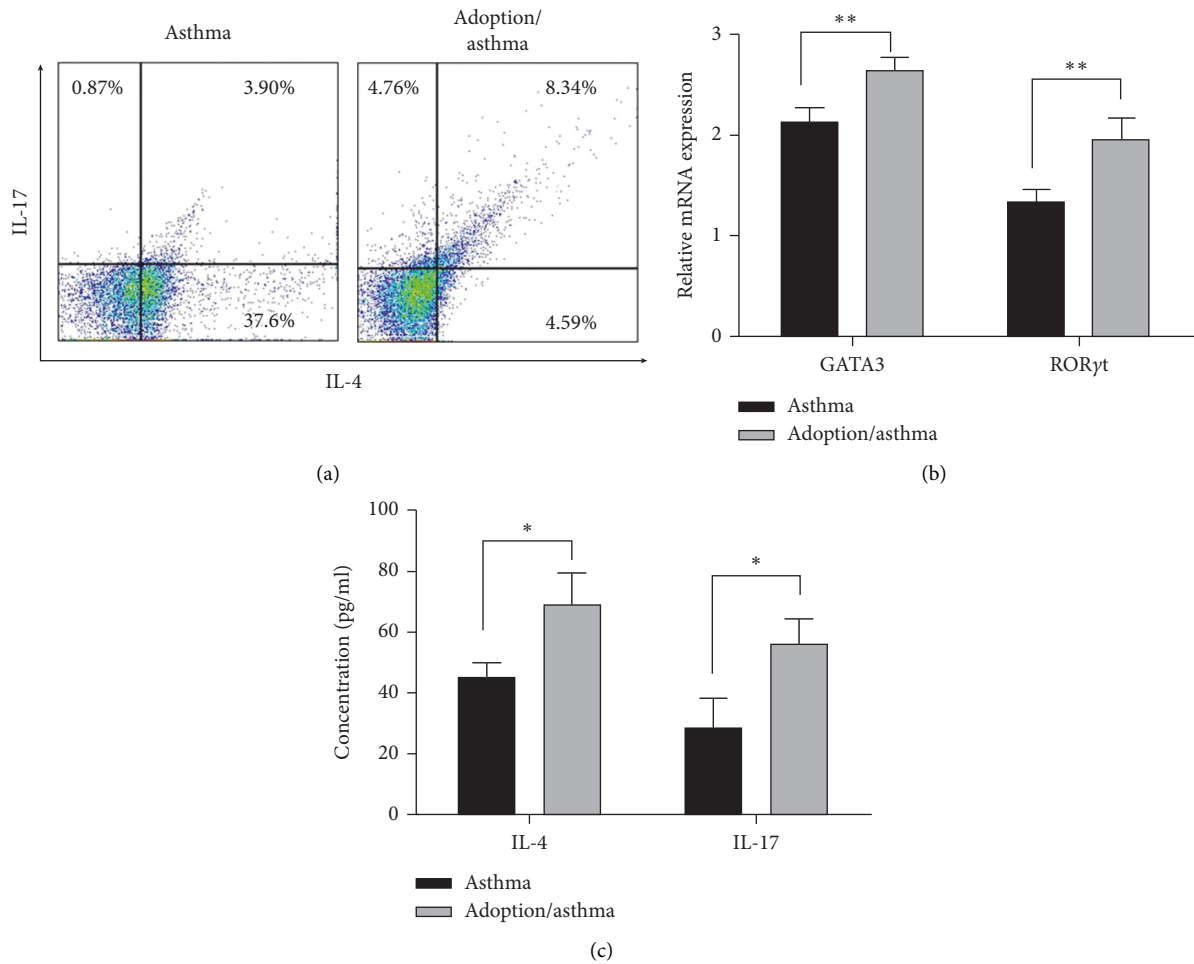 Asthma
Adoption/
asthma
IL-17
0.87%
3.90%
37.6%
4.76%
8.34%
4.59%
IL-4
(a)
Relative mRNA expression
3
2
1
0
**
**
GATA3
RORγt
Asthma
Adoption/asthma
(b)
Concentration (pg/ml)
100
80
60
40
20
0
*
*
IL-4
IL-17
Asthma
Adoption/asthma
(c)